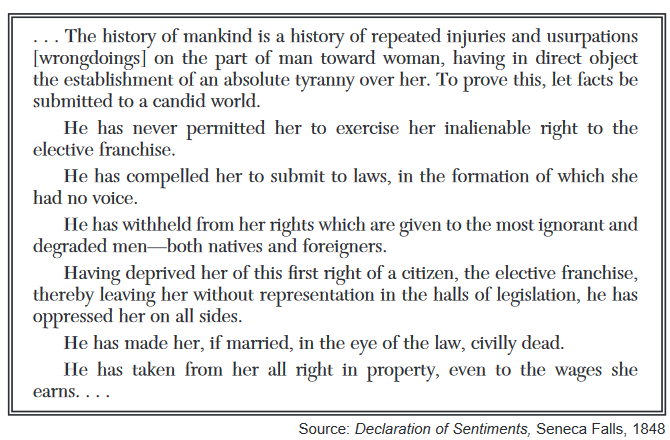 . . . The history of mankind is a history of repeated injuries and usurpations
[wrongdoings] on the part of man toward woman, having in direct object
the establishment of an absolute tyranny over her. To prove this, let facts be
submitted to a candid world.
He has never permitted her to exercise her inalienable right to the
elective franchise.
He has compelled her to submit to laws, in the formation of which she
had no voice.
He has withheld from her rights which are given to the most ignorant and
degraded men—both natives and foreigners.
Having deprived her of this first right of a citizen, the elective franchise,
thereby leaving her without representation in the halls of legislation, he has
oppressed her on all sides.
He has made her, if married, in the eye of the law, civilly dead.
He has taken from her all right in property, even to the wages she
earns. . . .
Source: Declaration of Sentiments, Seneca Falls, 1848